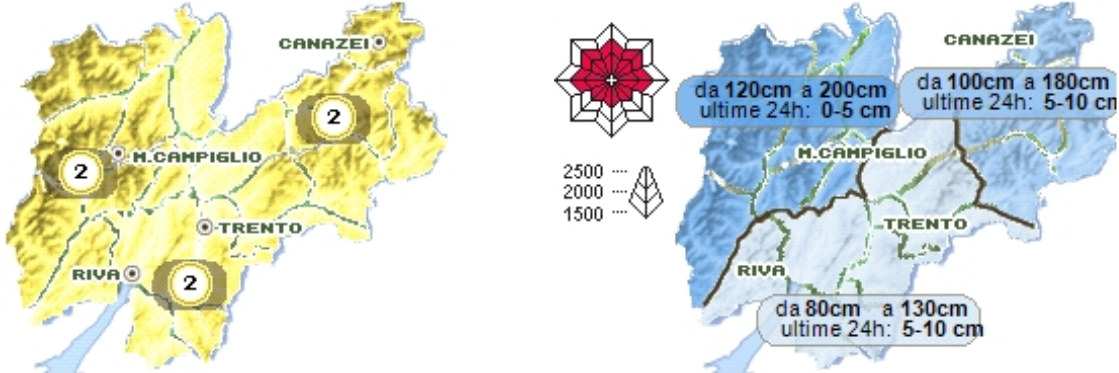 CANAZEI
2
2
M.CAMPIGLIO
TRENTO
RIVA
2
2500
2000
1500
CANAZEI
da 120cm a 200cm
ultime 24h: 0-5 cm
da 100cm a 180cm
ultime 24h: 5-10 cm
M.CAMPIGLIO
TRENTO
RIVA
da 80cm a 130cm
ultime 24h: 5-10 cm